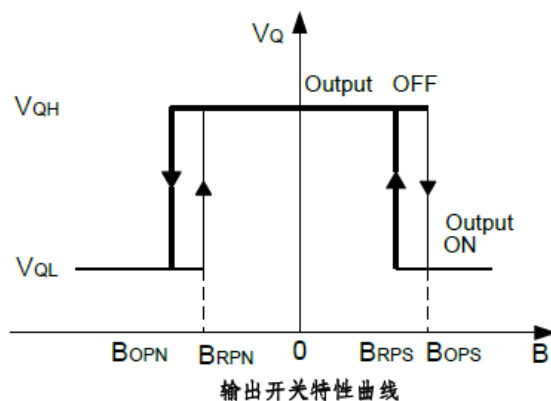 VQ
Output OFF
VQH
Output
ON
VQL
BOPN BRPN 0 BRPS BOPS B
输出开关特性曲线